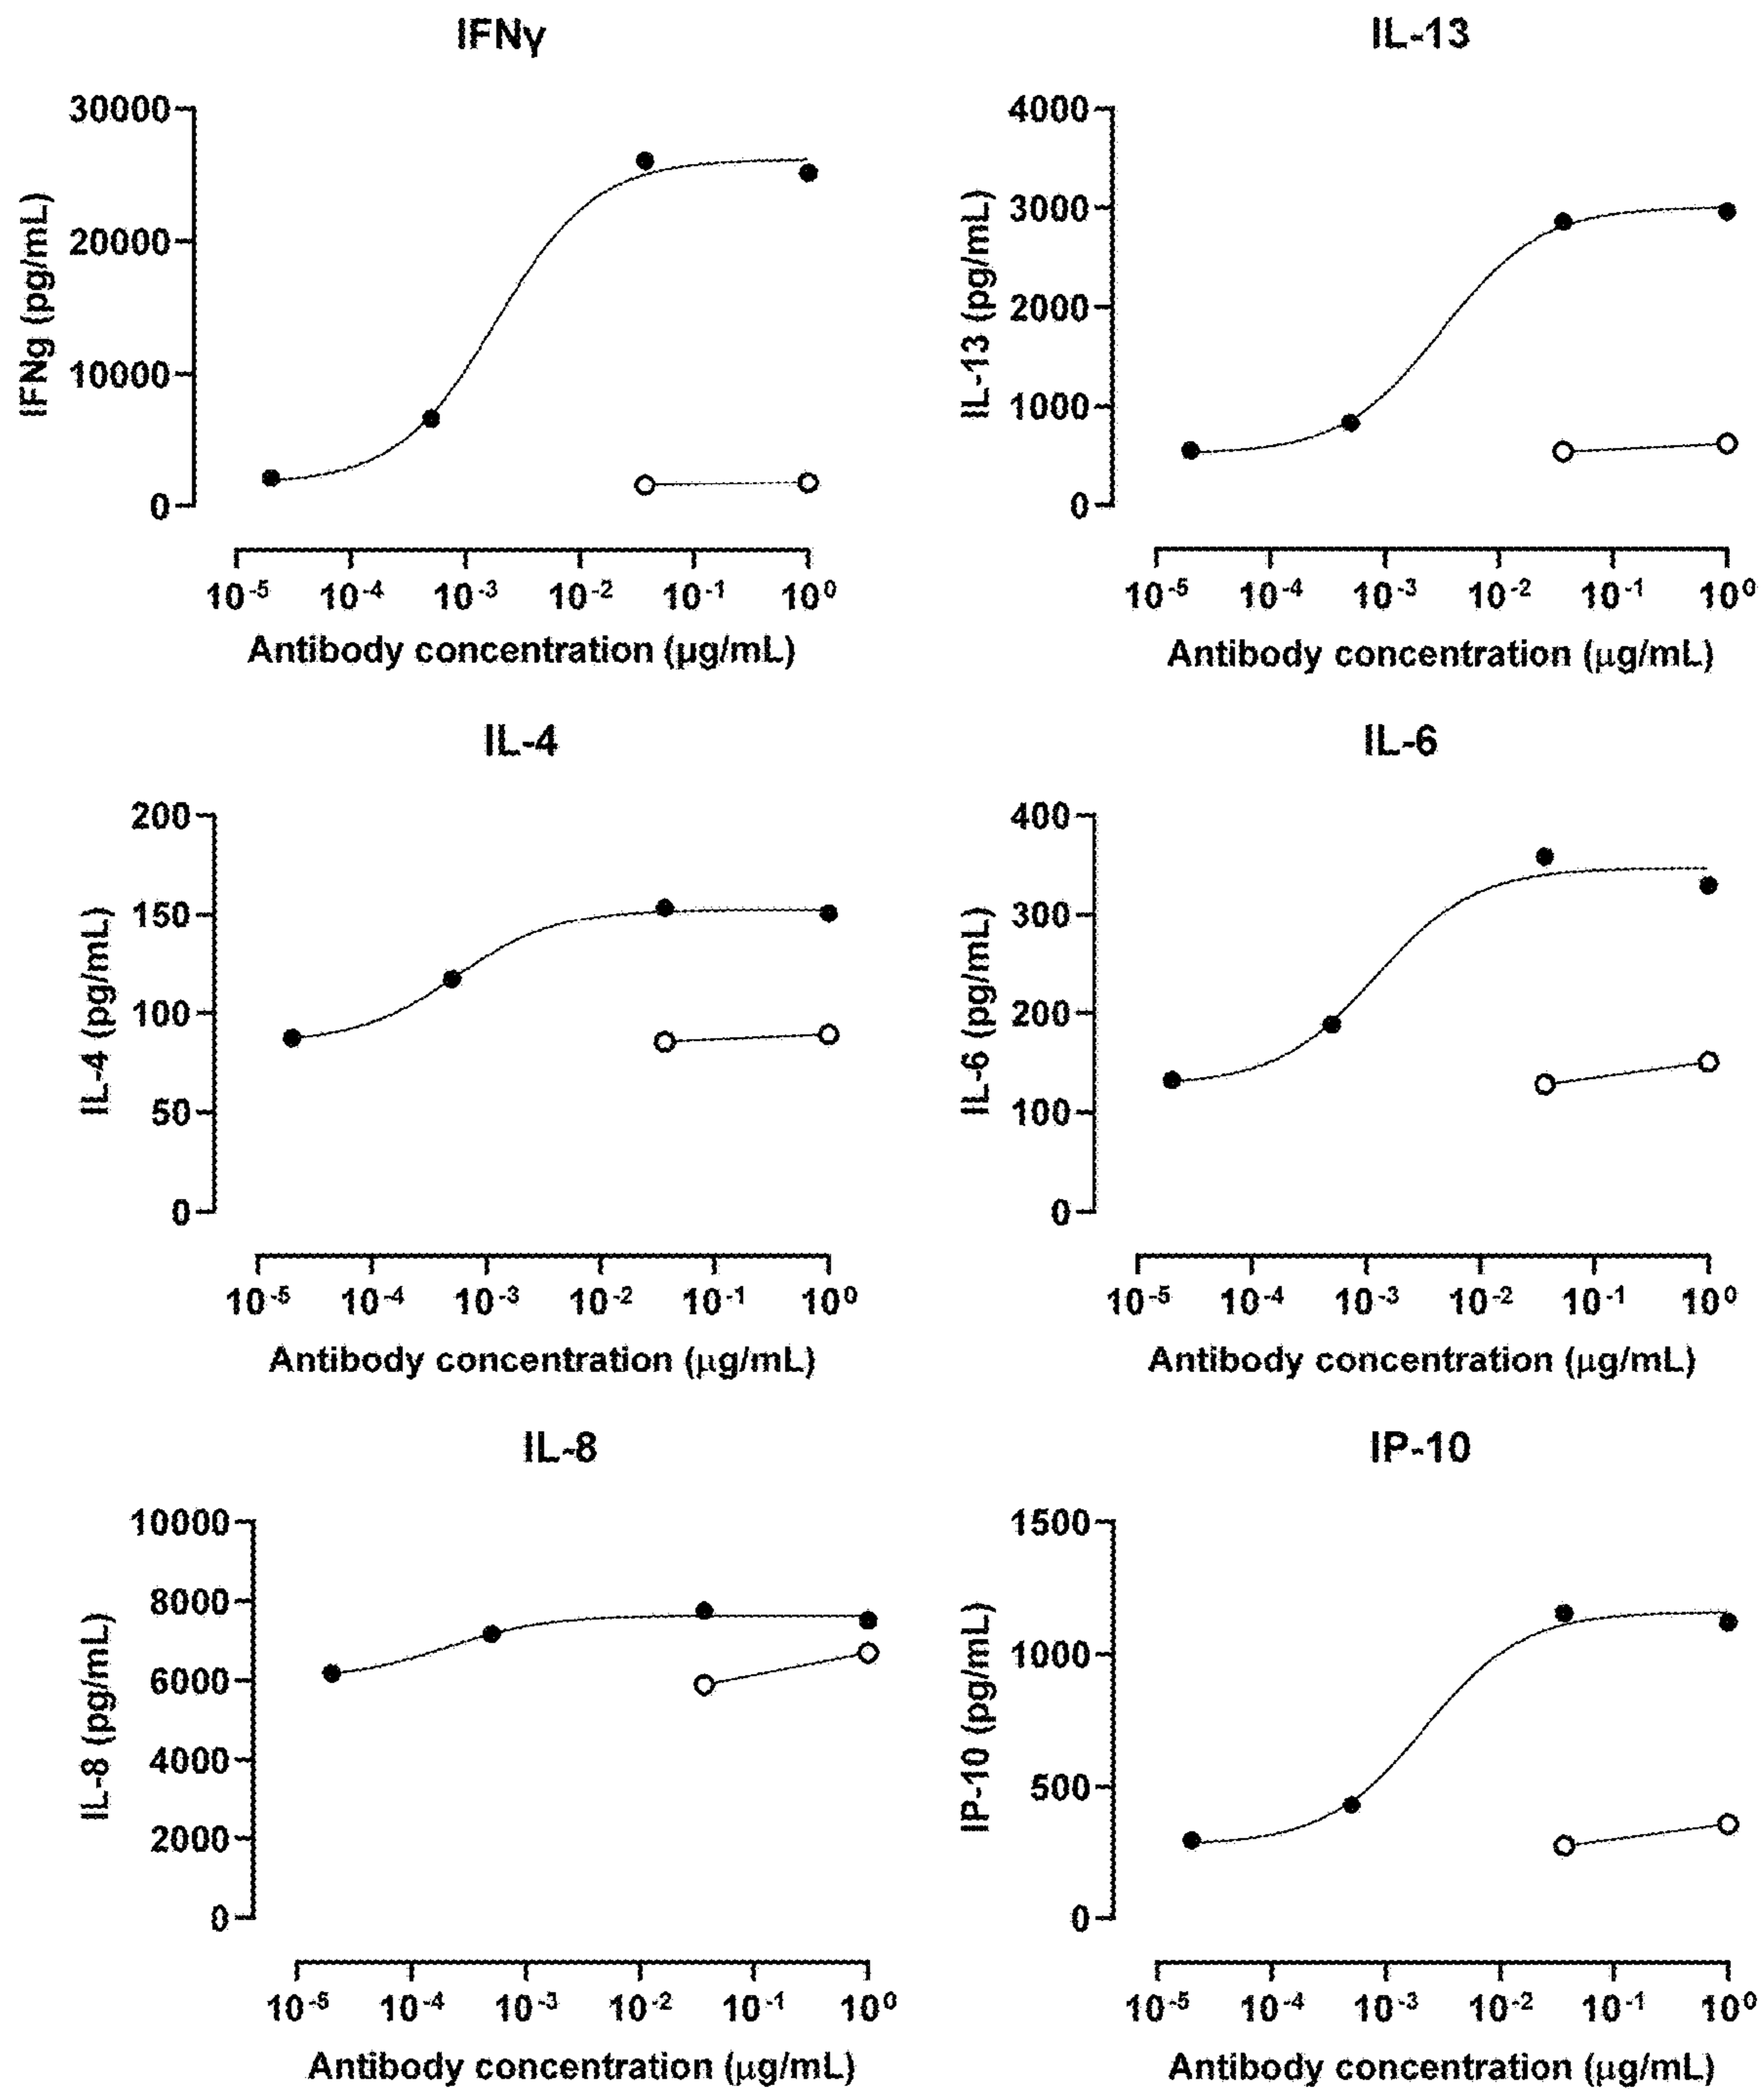 IFNγ
IL-13
30000
20000
10000
0
IFNg (pg/mL)
10-5 10-4 10-3 10-2 10-1 100
Antibody concentration (µg/mL)
4000
3000
2000
1000
0
IL-13 (pg/mL)
10-5 10-4 10-3 10-2 10-1 100
Antibody concentration (µg/mL)
IL-4
IL-6
200
150
100
50
0
IL-4 (pg/mL)
10-5 10-4 10-3 10-2 10-1 100
Antibody concentration (µg/mL)
400
300
200
100
0
IL-6 (pg/mL)
10-5 10-4 10-3 10-2 10-1 100
Antibody concentration (µg/mL)
IL-8
IP-10
10000
8000
6000
4000
2000
0
IL-8 (pg/mL)
10-5 10-4 10-3 10-2 10-1 100
Antibody concentration (µg/mL)
1500
1000
500
0
IP-10 (pg/mL)
10-5 10-4 10-3 10-2 10-1 100
Antibody concentration (µg/mL)